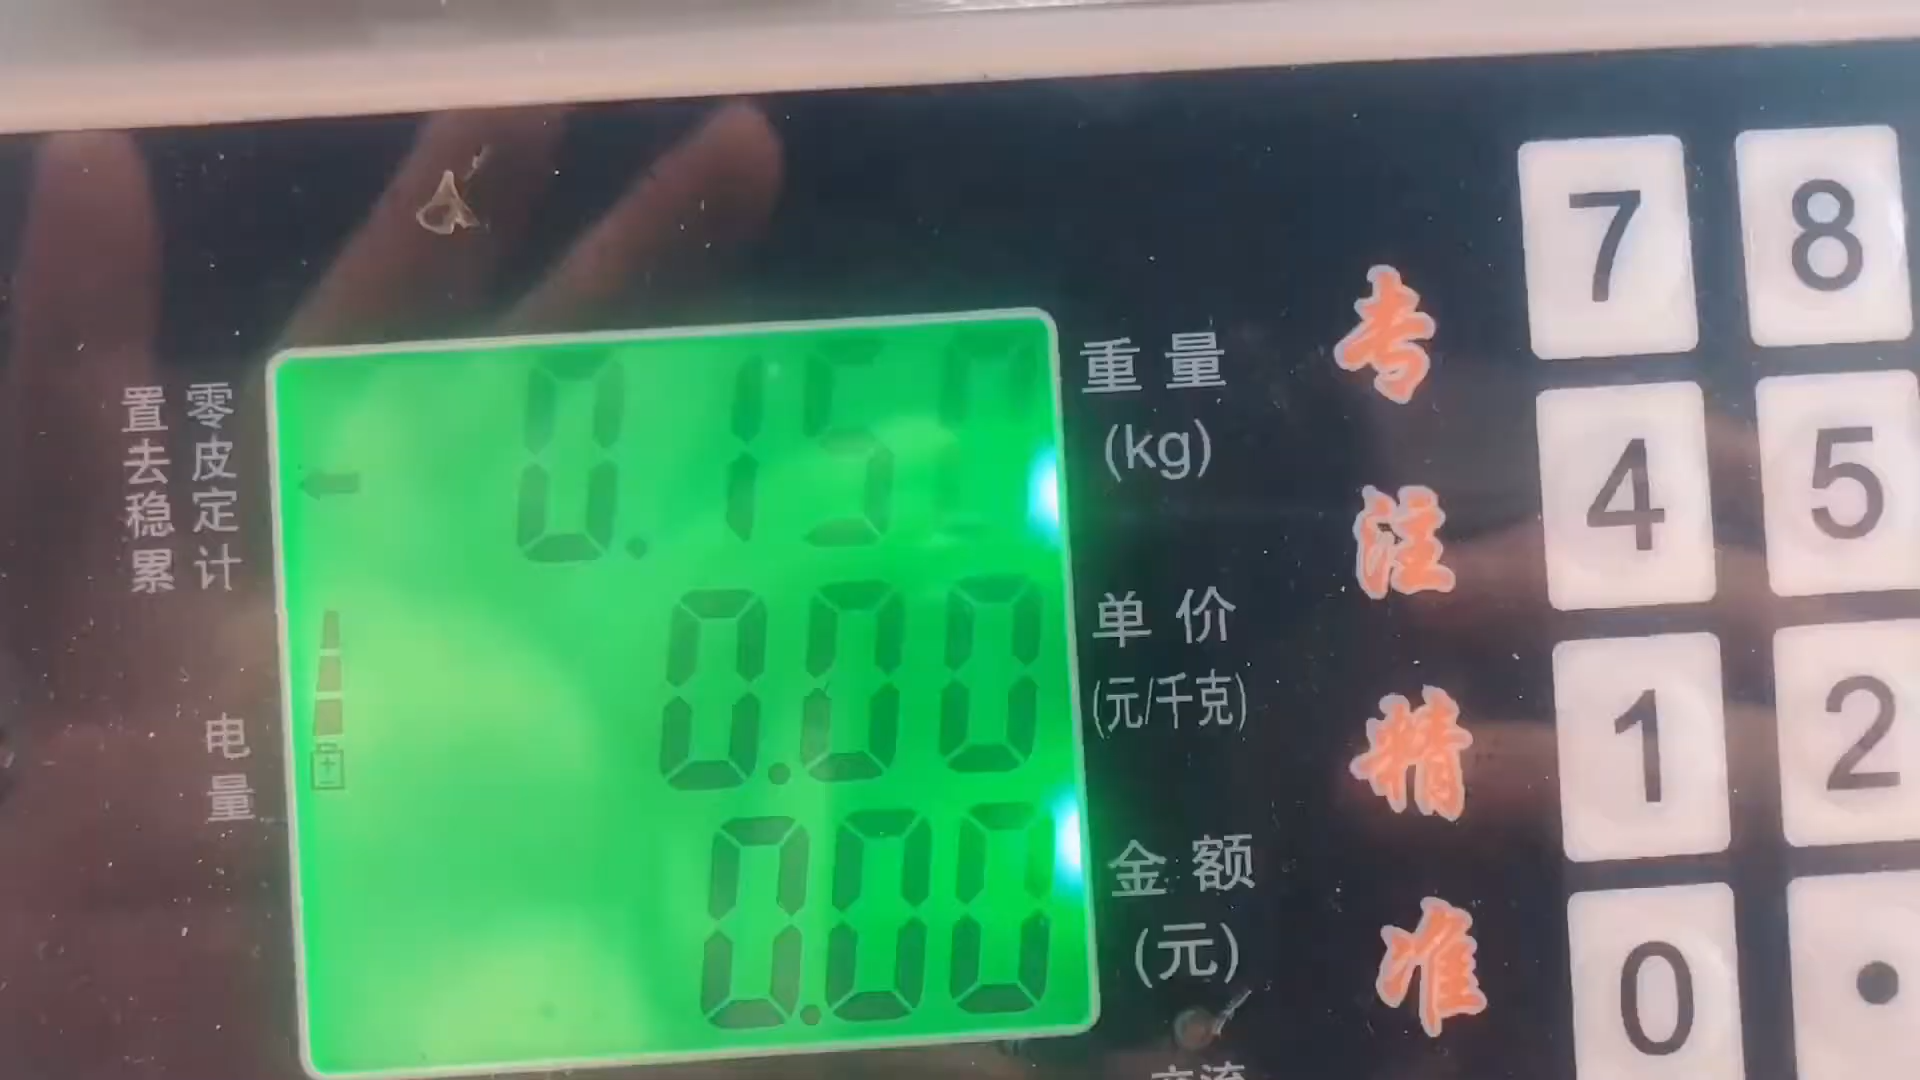 0.15
重量
(kg)
零皮定计
置去稳累
0.00
单价
(元/千克)
电量
0.00
金额
(元)
交流
专注精准
7 8
4 5
1 2
0 .